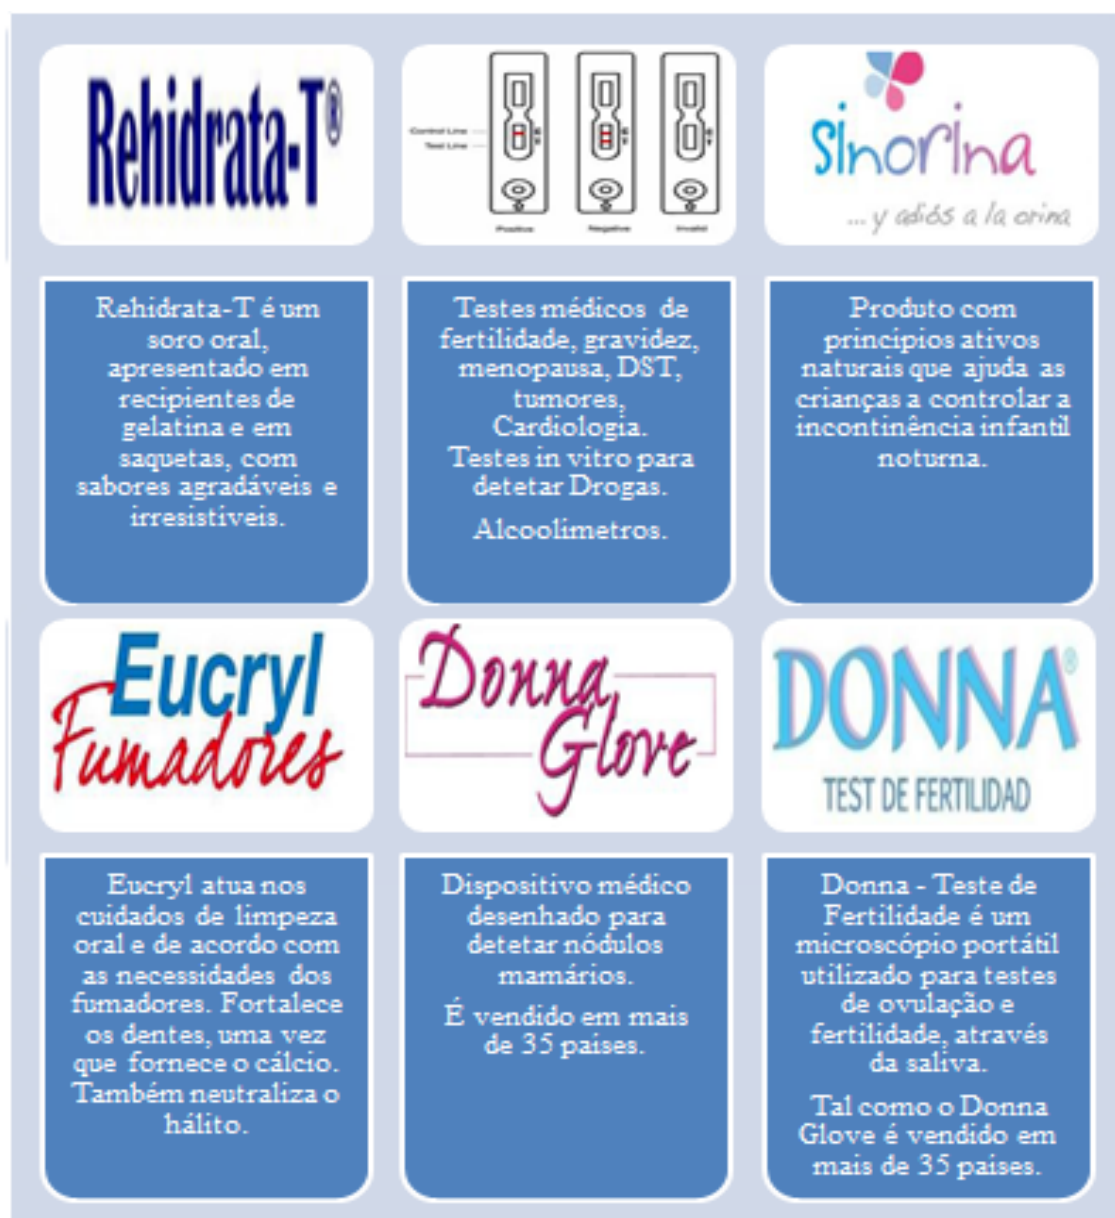 Rehidrata-T®
Control Line
Test Line
Positive
Negative
Invalid
sinorina
... y adiós a la orina
Rehidrata-T é um
soro oral,
apresentado em
recipientes de
gelatina e em
saquetas, com
sabores agradáveis e
irresistíveis.
Testes médicos de
fertilidade, gravidez,
menopausa, DST,
tumores,
Cardiologia.
Testes in vitro para
detetar Drogas.
Alcoolimetros.
Produto com
princípios ativos
naturais que ajuda as
crianças a controlar a
incontinência infantil
noturna.
Eucryl
Fumadores
Donna
Glove
DONNA®
TEST DE FERTILIDAD
Eucryl atua nos
cuidados de limpeza
oral e de acordo com
as necessidades dos
fumadores. Fortalece
os dentes, uma vez
que fornece o cálcio.
Também neutraliza o
hálito.
Dispositivo médico
desenhado para
detetar nódulos
mamários.
É vendido em mais
de 35 países.
Donna - Teste de
Fertilidade é um
microscópio portátil
utilizado para testes
de ovulação e
fertilidade, através
da saliva.
Tal como o Donna
Glove é vendido em
mais de 35 países.